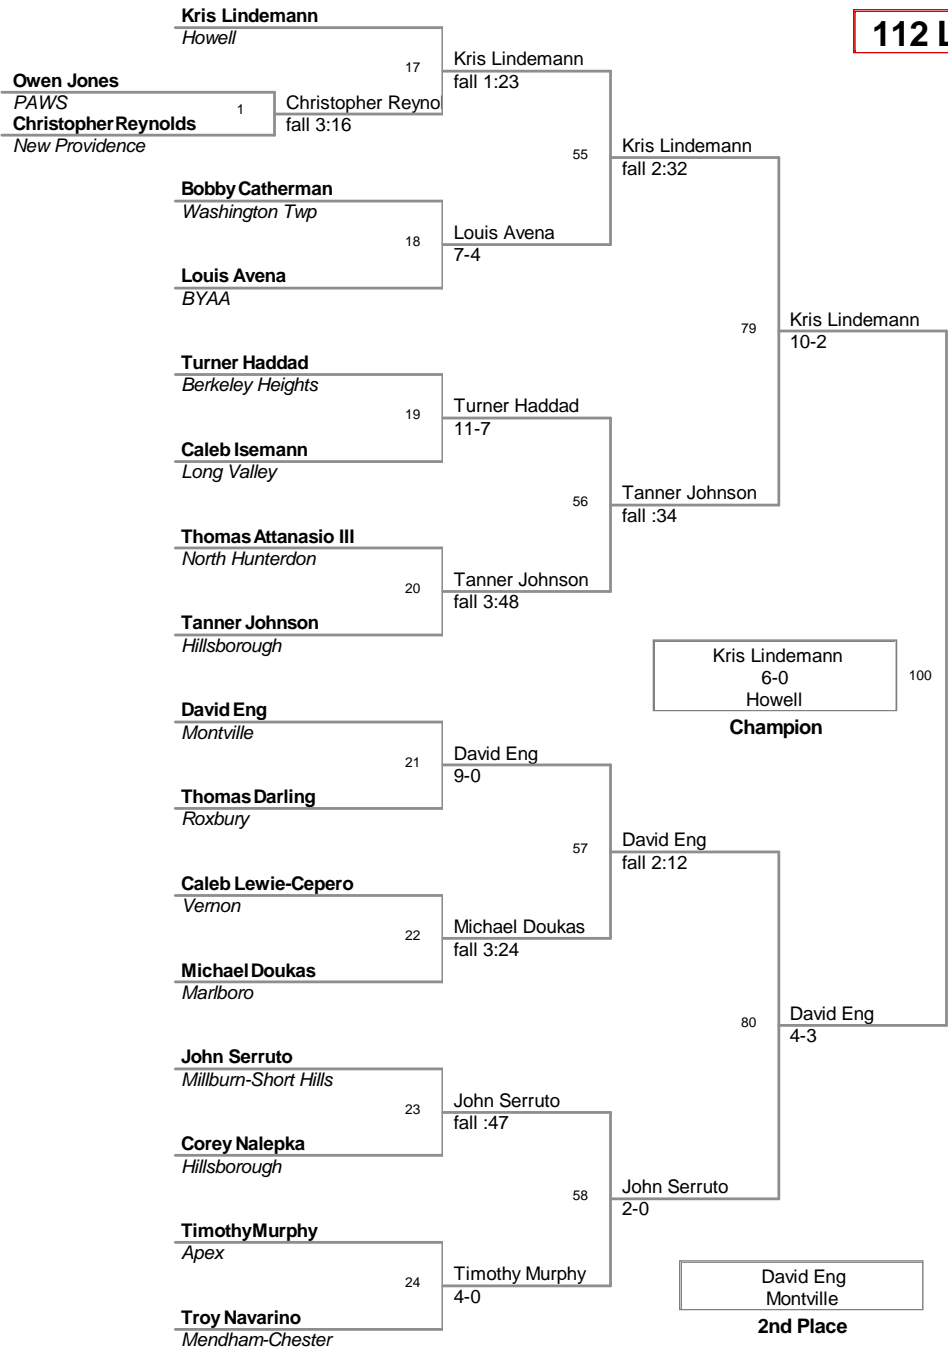 Kris Lindemann
Howell
112 L
17
Kris Lindemann
fall 1:23
Owen Jones
PAWS
1
Christopher Reynol
fall 3:16
Christopher Reynolds
New Providence
55
Kris Lindemann
fall 2:32
Bobby Catherman
Washington Twp
18
Louis Avena
7-4
Louis Avena
BYAA
79
Kris Lindemann
10-2
Turner Haddad
Berkeley Heights
19
Turner Haddad
11-7
Caleb Isemann
Long Valley
56
Tanner Johnson
fall :34
Thomas Attanasio III
North Hunterdon
20
Tanner Johnson
fall 3:48
Tanner Johnson
Hillsborough
Kris Lindemann
6-0
Howell
100
Champion
David Eng
Montville
21
David Eng
9-0
Thomas Darling
Roxbury
57
David Eng
fall 2:12
Caleb Lewie-Cepero
Vernon
22
Michael Doukas
fall 3:24
Michael Doukas
Marlboro
80
David Eng
4-3
John Serruto
Millburn-Short Hills
23
John Serruto
fall :47
Corey Nalepka
Hillsborough
58
John Serruto
2-0
Timothy Murphy
Apex
24
Timothy Murphy
4-0
Troy Navarino
Mendham-Chester
David Eng
Montville
2nd Place